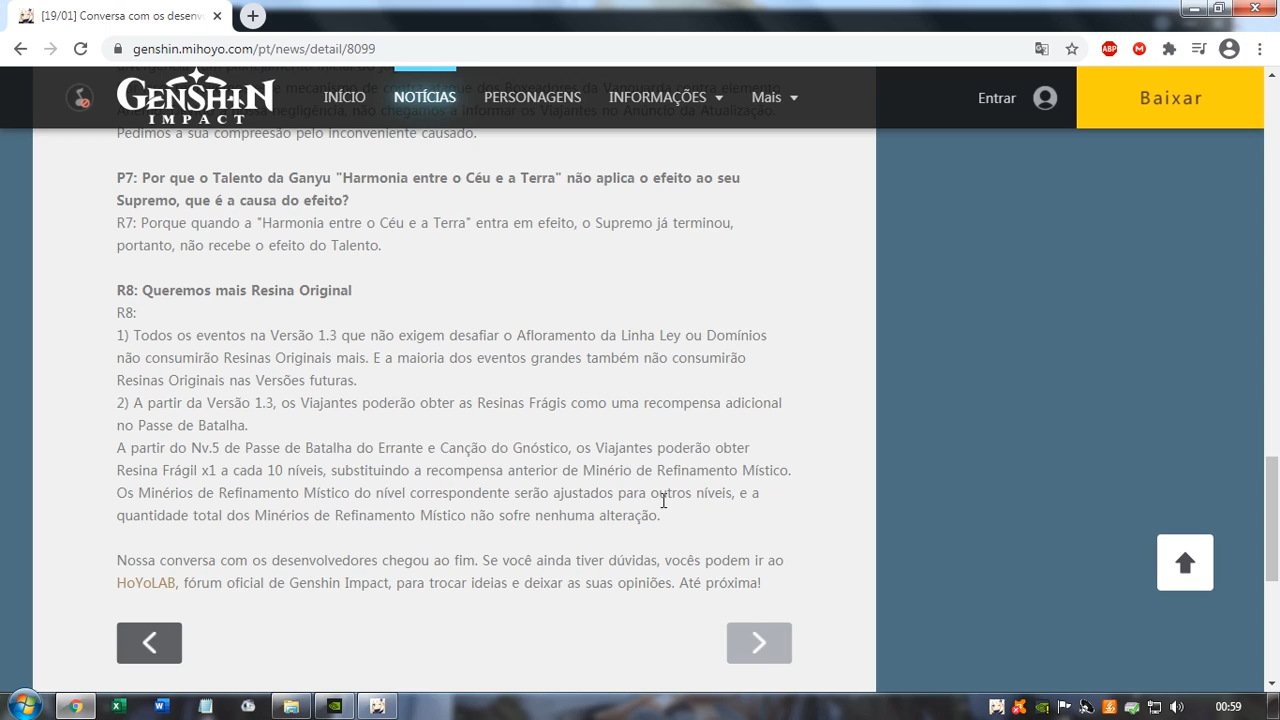 [19/01] Conversa com os desenv
genshin.mihoyo.com/pt/news/detail/8099
ABP
GENSHIN
IMPACT
INÍCIO
NOTÍCIAS
PERSONAGENS
INFORMAÇÕES
Mais
Entrar
Baixar
Pedimos a sua compreesão pelo inconveniente causado.
P7: Por que o Talento da Ganyu "Harmonia entre o Céu e a Terra" não aplica o efeito ao seu
Supremo, que é a causa do efeito?
R7: Porque quando a "Harmonia entre o Céu e a Terra" entra em efeito, o Supremo já terminou,
portanto, não recebe o efeito do Talento.
R8: Queremos mais Resina Original
R8:
1) Todos os eventos na Versão 1.3 que não exigem desafiar o Afloramento da Linha Ley ou Domínios
não consumirão Resinas Originais mais. E a maioria dos eventos grandes também não consumirão
Resinas Originais nas Versões futuras.
2) A partir da Versão 1.3, os Viajantes poderão obter as Resinas Frágis como uma recompensa adicional
no Passe de Batalha.
A partir do Nv.5 de Passe de Batalha do Errante e Canção do Gnóstico, os Viajantes poderão obter
Resina Frágil x1 a cada 10 níveis, substituindo a recompensa anterior de Minério de Refinamento Místico.
Os Minérios de Refinamento Místico do nível correspondente serão ajustados para outros níveis, e a
quantidade total dos Minérios de Refinamento Místico não sofre nenhuma alteração.
Nossa conversa com os desenvolvedores chegou ao fim. Se você ainda tiver dúvidas, vocês podem ir ao
HoYoLAB, fórum oficial de Genshin Impact, para trocar ideias e deixar as suas opiniões. Até próxima!
00:59